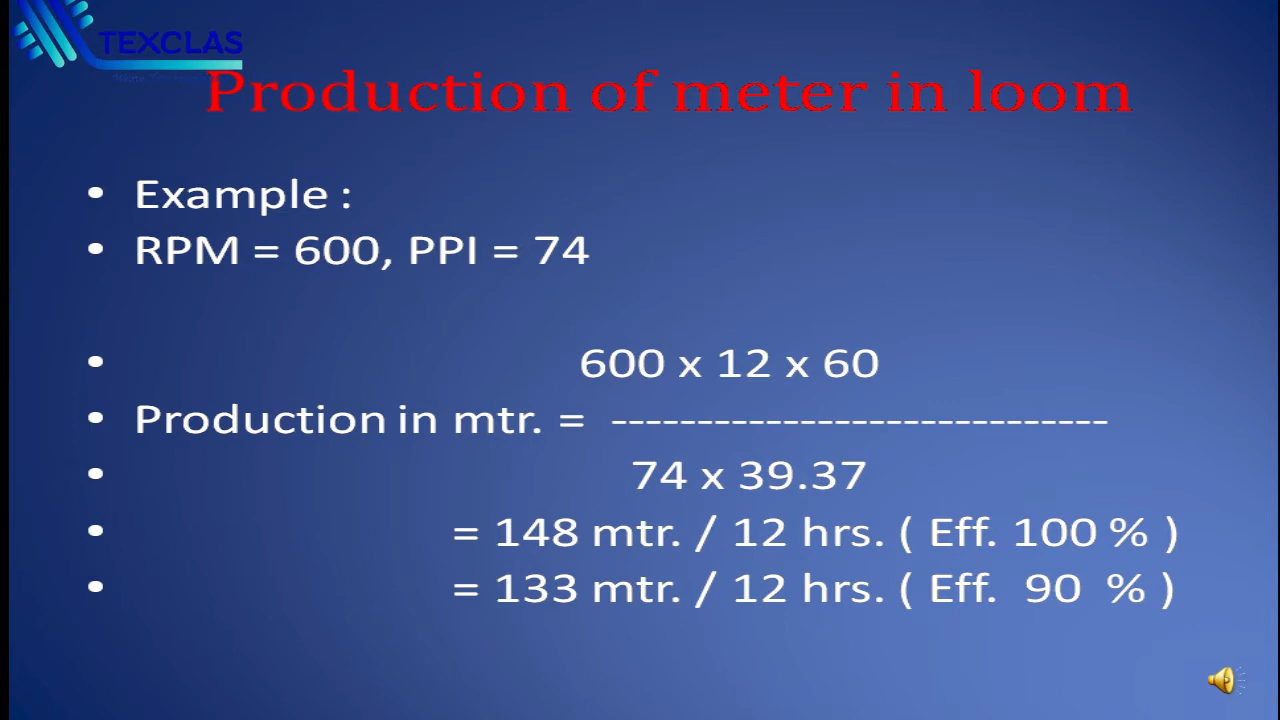 TEXCLAS
Production of meter in loom
• Example :
• RPM = 600, PPI = 74
• 600 x 12 x 60
• Production in mtr. = -----------------------------
• 74 x 39.37
• = 148 mtr. / 12 hrs. ( Eff. 100 % )
• = 133 mtr. / 12 hrs. ( Eff. 90 % )